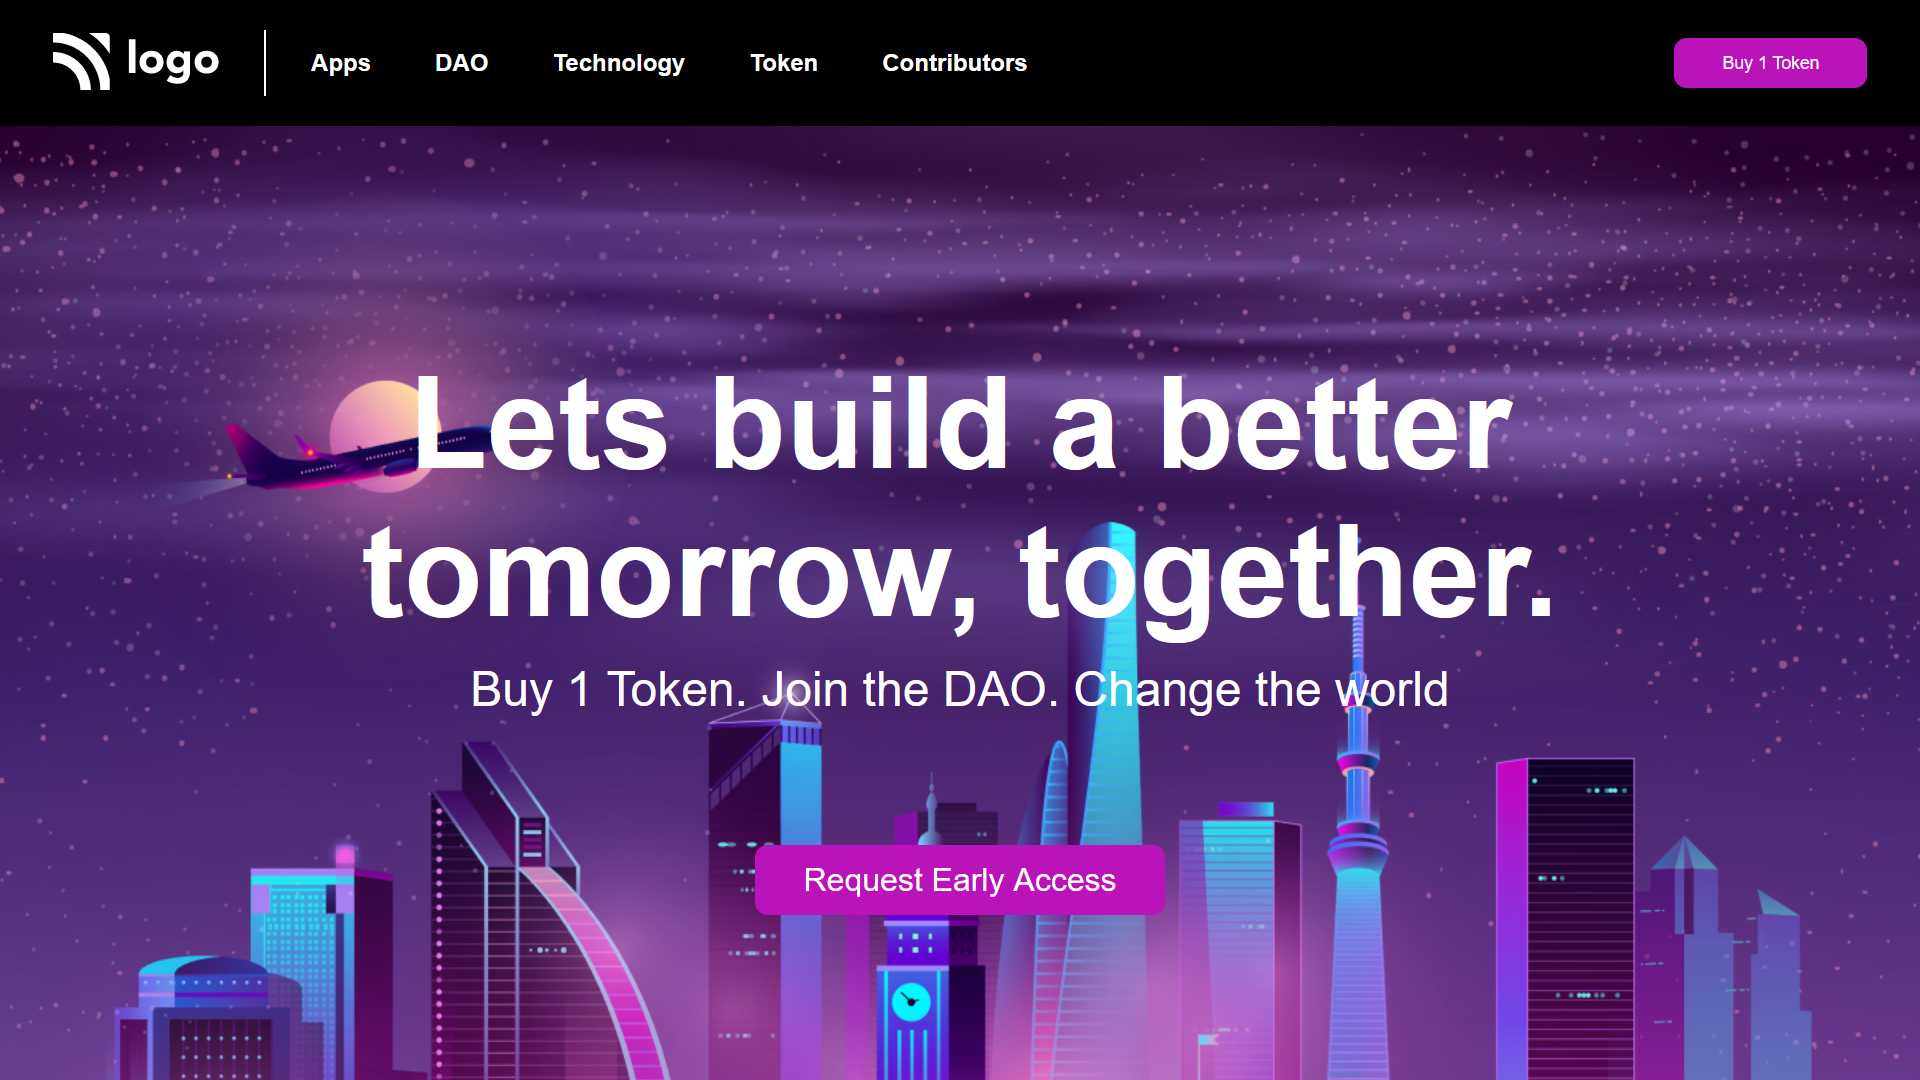 logo
Apps DAO Technology Token Contributors
Buy 1 Token
Lets build a better
tomorrow, together.
Buy 1 Token. Join the DAO. Change the world
Request Early Access